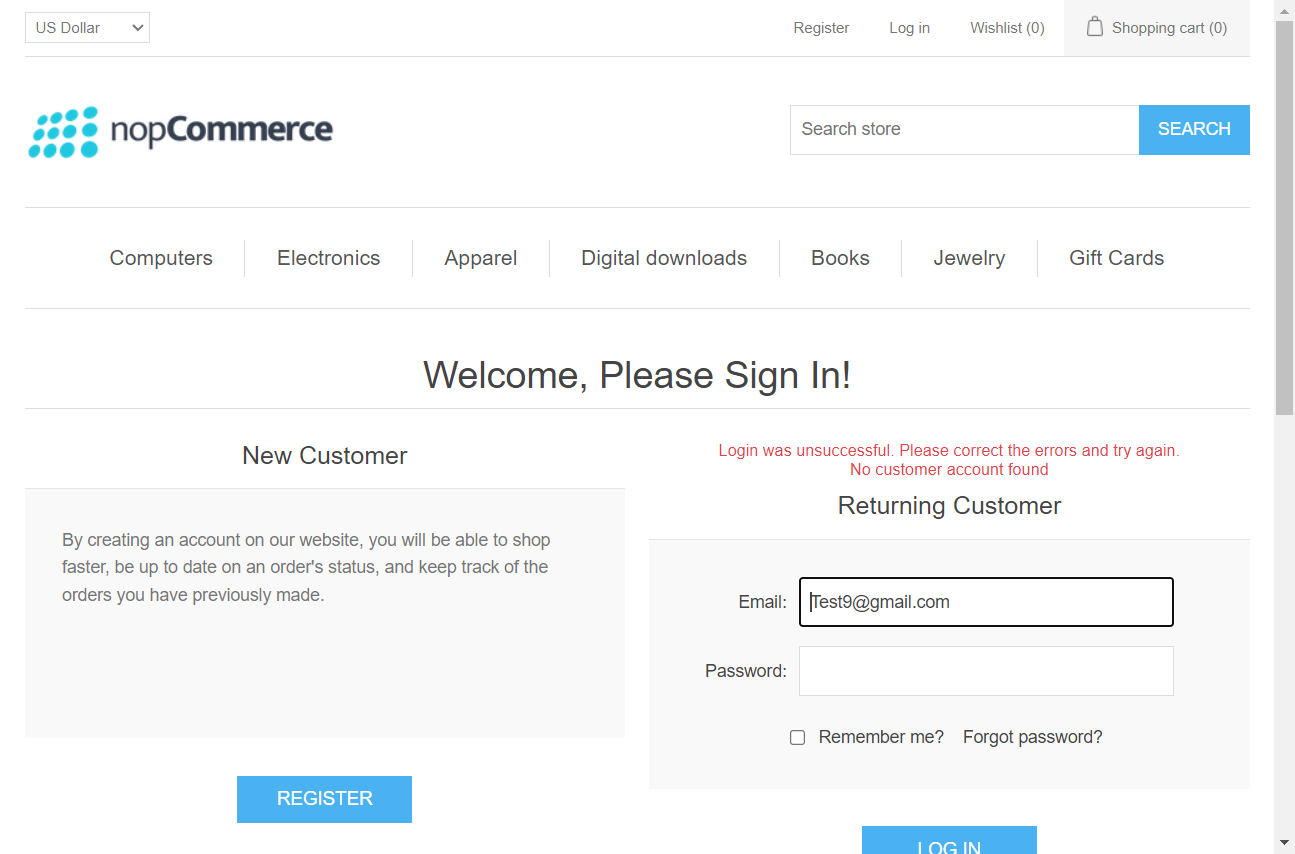 US Dollar
Register
Log in
Wishlist (0)
Shopping cart (0)
nopCommerce
Search store
SEARCH
Computers
Electronics
Apparel
Digital downloads
Books
Jewelry
Gift Cards
Welcome, Please Sign In!
New Customer
By creating an account on our website, you will be able to shop
faster, be up to date on an order's status, and keep track of the
orders you have previously made.
REGISTER
Login was unsuccessful. Please correct the errors and try again.
No customer account found
Returning Customer
Email:
Test9@gmail.com
Password:
Remember me?
Forgot password?
LOG IN